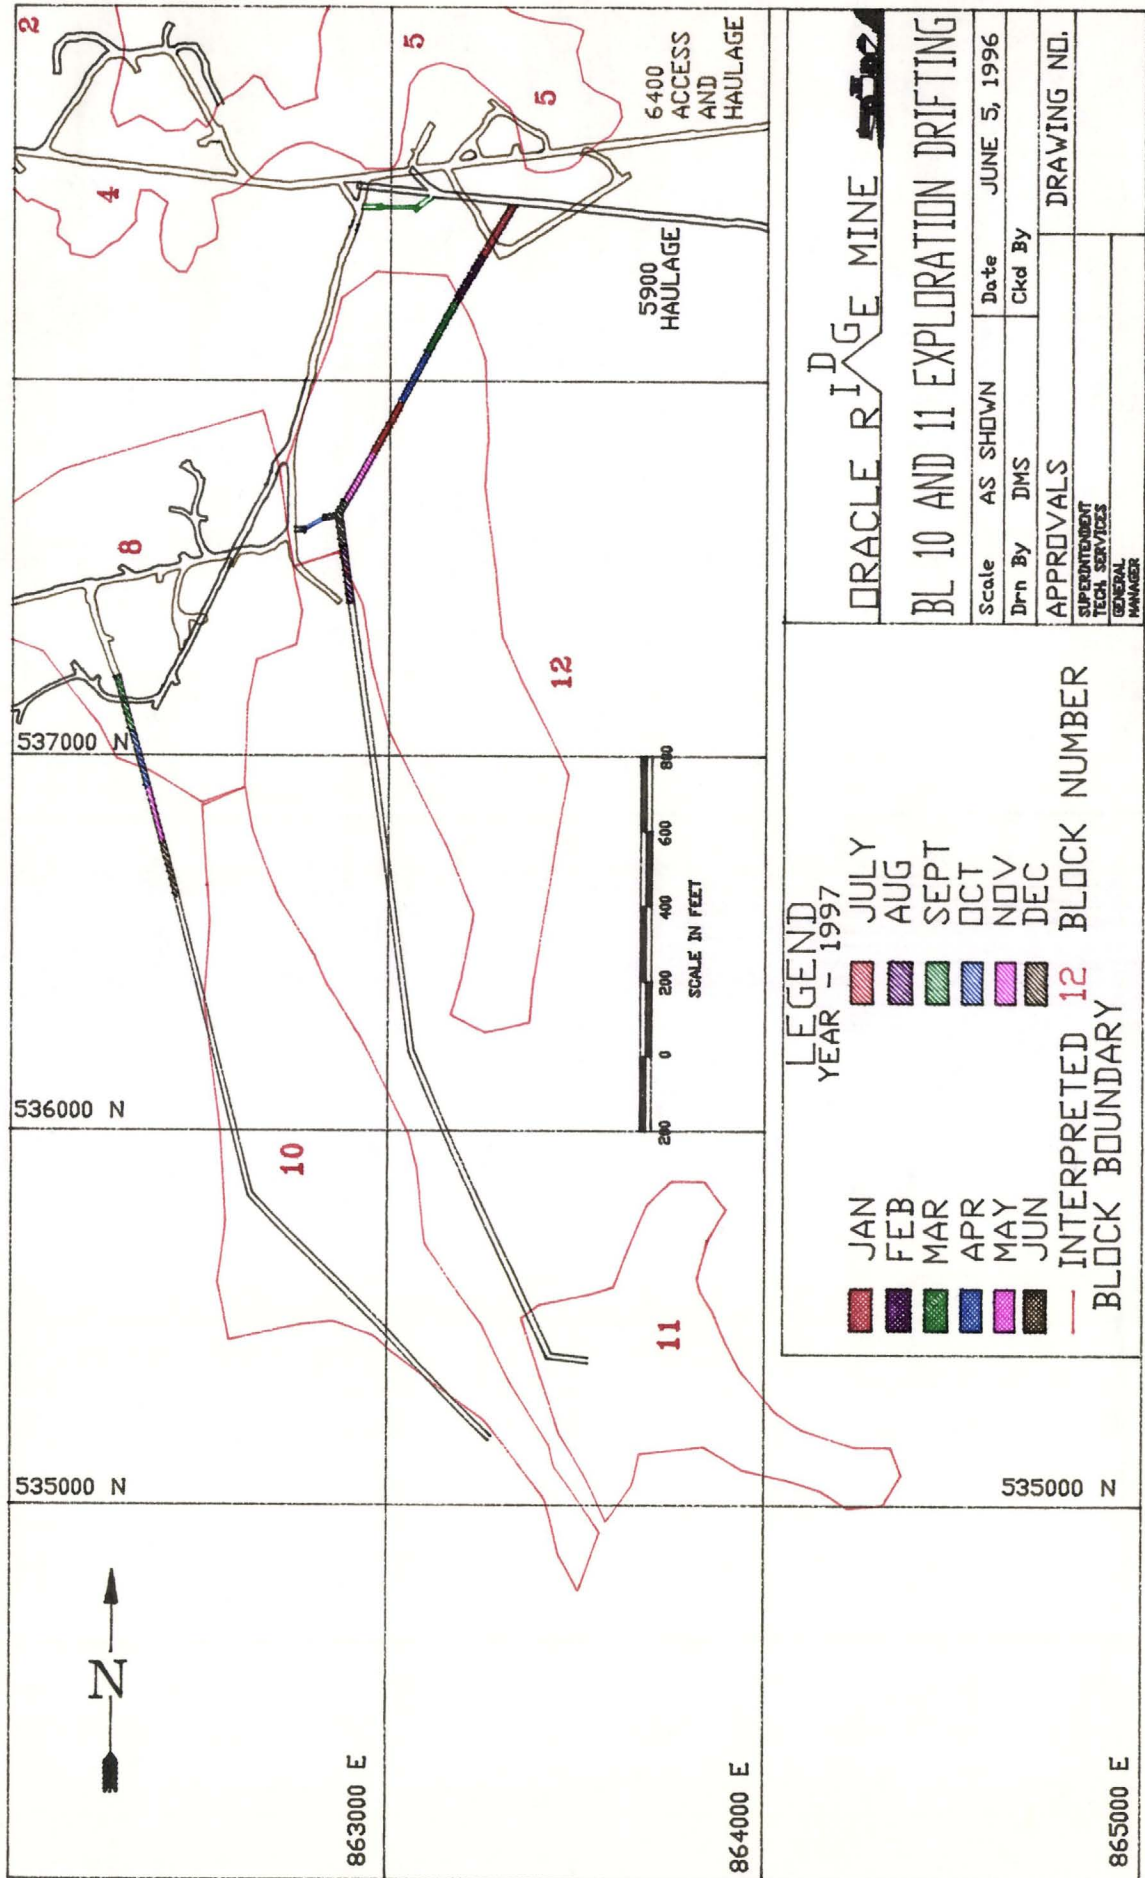 2
4
5
5
6400
ACCESS
AND
HAULAGE
5900
HAULAGE
8
12
10
11
537000 N
536000 N
535000 N
535000 N
863000 E
864000 E
865000 E
N
200 0 200 400 600 800
SCALE IN FEET
LEGEND
YEAR - 1997
JAN
FEB
MAR
APR
MAY
JUN
JULY
AUG
SEPT
OCT
NOV
DEC
INTERPRETED
BLOCK BOUNDARY
12 BLOCK NUMBER
ORACLE RIDGE MINE
BL 10 AND 11 EXPLORATION DRIFTING
Scale AS SHOWN
Date JUNE 5, 1996
Drn By DMS
Ckd By
APPROVALS
DRAWING NO.
SUPERINTENDENT
TECH. SERVICES
GENERAL
MANAGER